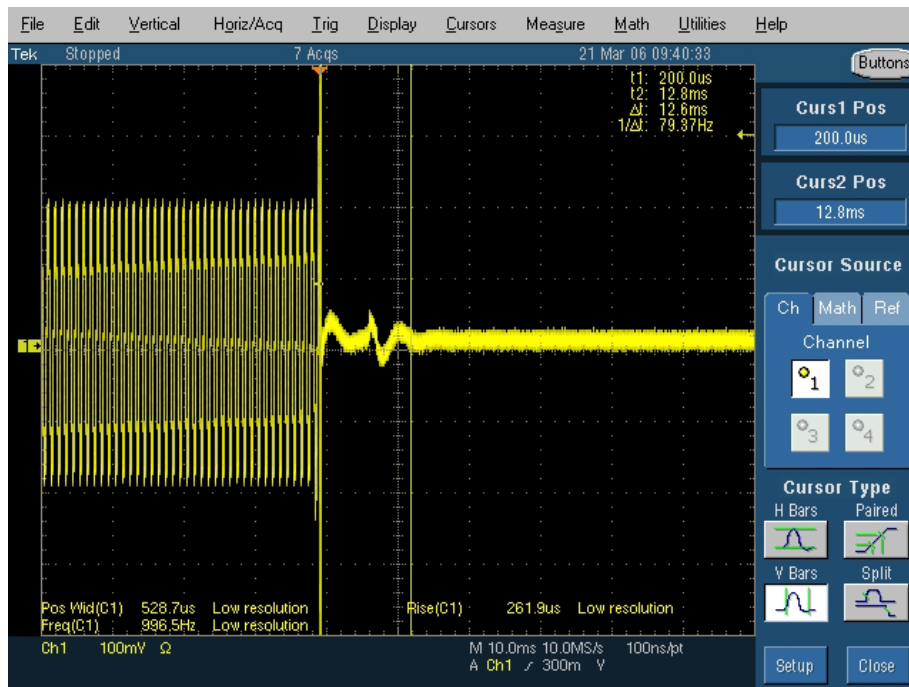 File Edit Vertical Horiz/Acq Trig Display Cursors Measure Math Utilities Help
Tek Stopped 7 Acqs 21 Mar 06 09:40:33
Buttons
t1: 200.0us
t2: 12.8ms
Δt: 12.6ms
1/Δt: 79.37Hz
Curs1 Pos
200.0us
Curs2 Pos
12.8ms
Cursor Source
Ch Math Ref
Channel
1 2
3 4
Cursor Type
H Bars Paired
V Bars Split
Setup Close
1
Pos Wid(C1) 528.7us Low resolution Rise(C1) 261.9us Low resolution
Freq(C1) 996.5Hz Low resolution
Ch1 100mV Ω M 10.0ms 10.0MS/s 100ns/pt
A Ch1 300m V